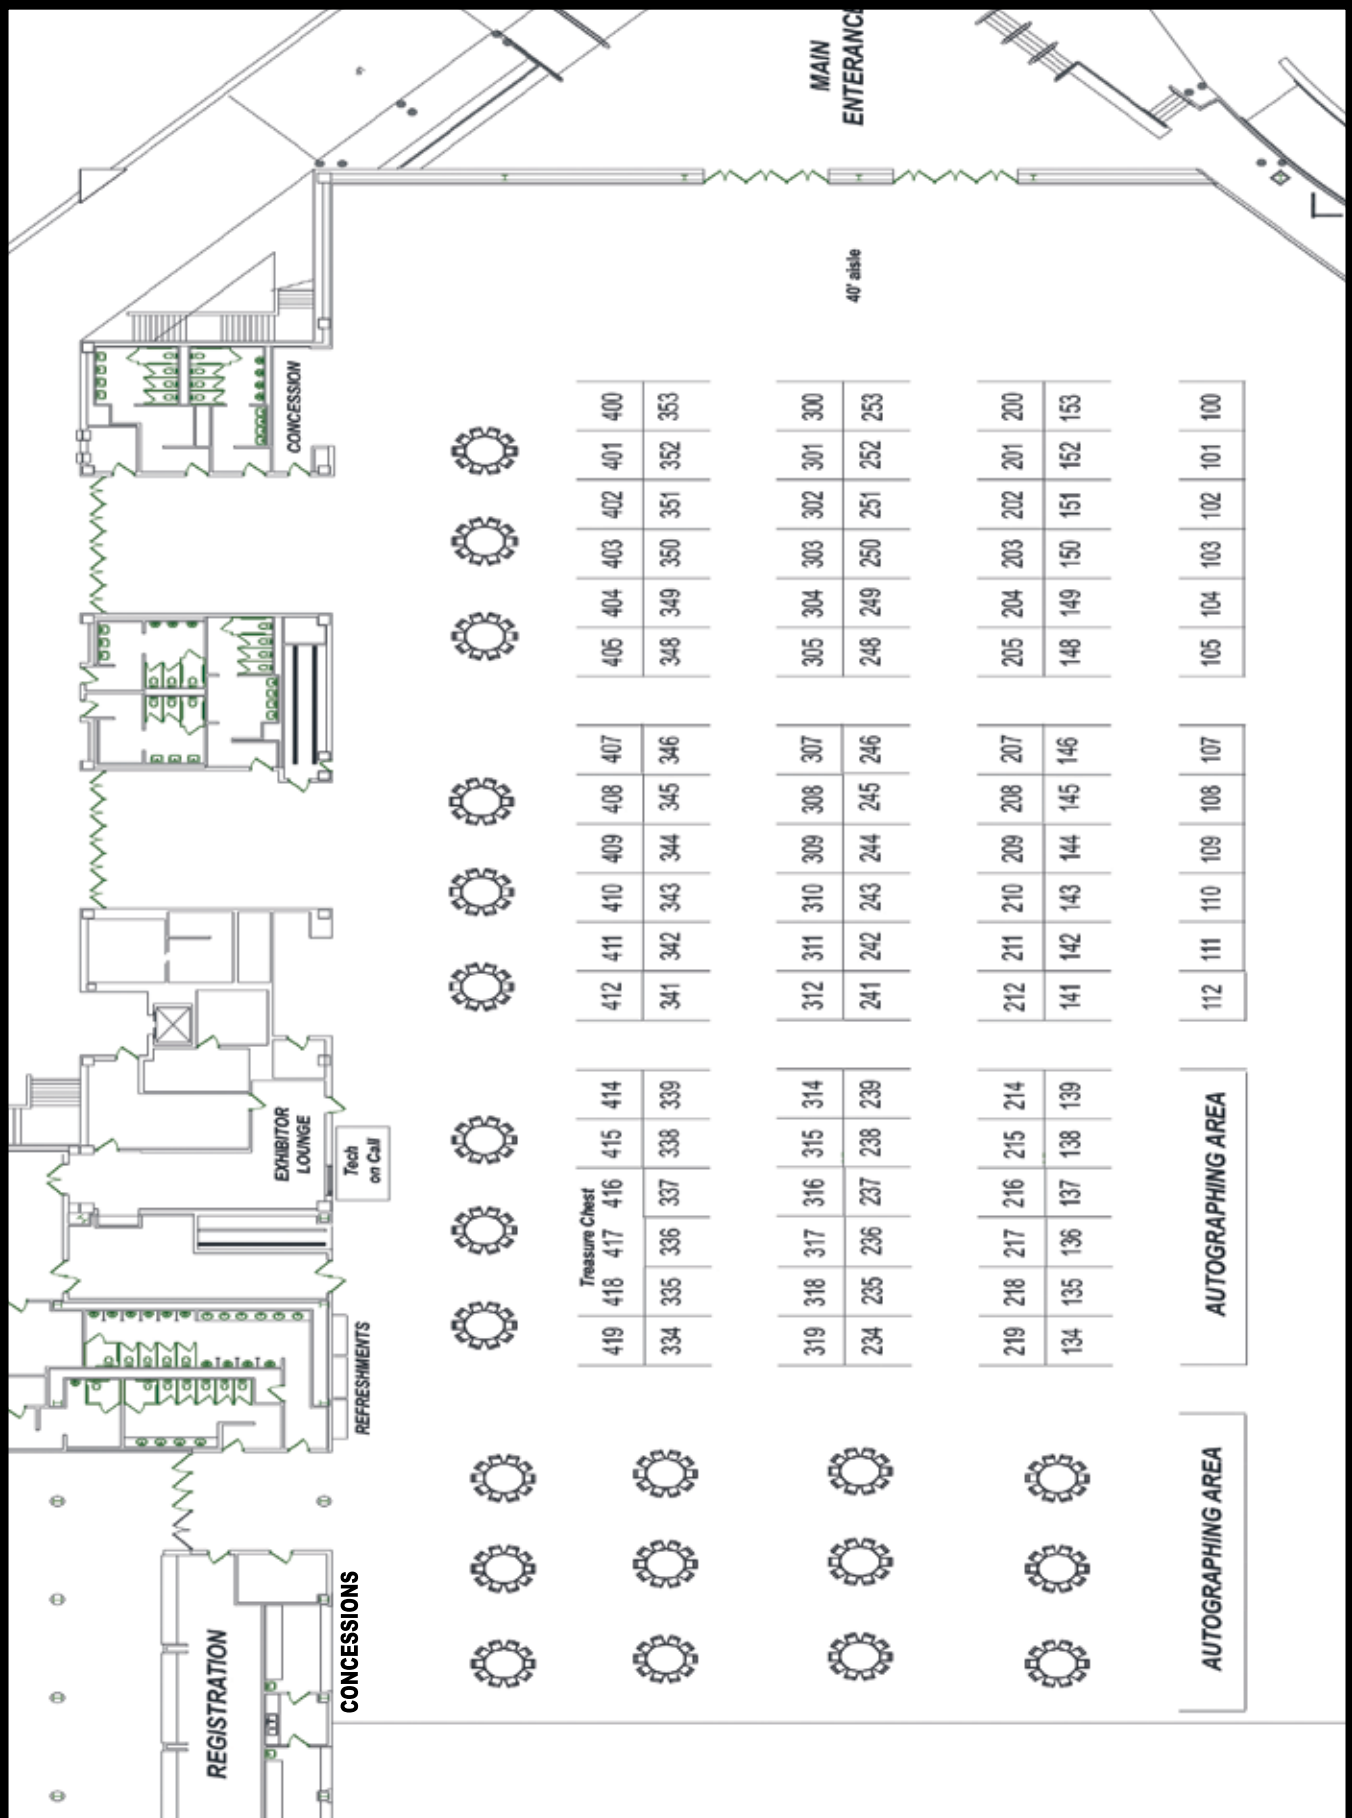 MAIN
ENTERANCE
40' aisle
CONCESSION
400 353 300 253 200 153 100
401 352 301 252 201 152 101
402 351 302 251 202 151 102
403 350 303 250 203 150 103
404 349 304 249 204 149 104
405 348 305 248 205 148 105
407 346 307 246 207 146 107
408 345 308 245 208 145 108
409 344 309 244 209 144 109
410 343 310 243 210 143 110
411 342 311 242 211 142 111
412 341 312 241 212 141 112
414 339 314 239 214 139
415 338 315 238 215 138
416 337 316 237 216 137
417 336 317 236 217 136
418 335 318 235 218 135
419 334 319 234 219 134
Treasure Chest
AUTOGRAPHING AREA
EXHIBITOR
LOUNGE
Tech
on Call
REFRESHMENTS
AUTOGRAPHING AREA
CONCESSIONS
REGISTRATION